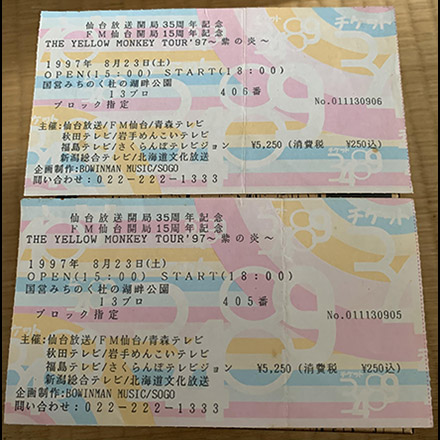 仙台放送開局35周年記念
FM仙台開局15周年記念
THE YELLOW MONKEY TOUR'97〜紫の炎〜
1997年 8月23日(土)
OPEN(15:00) START(18:00)
国営みちのく杜の湖畔公園
13ブロ 406番
ブロック指定 No.011130906
主催:仙台放送/FM仙台/青森テレビ
秋田テレビ/岩手めんこいテレビ
福島テレビ/さくらんぼテレビジョン ¥5,250(消費税 ¥250込)
新潟総合テレビ/北海道文化放送
企画制作:BOWINMAN MUSIC/SOGO
問い合わせ:022-222-1333
チケット
仙台放送開局35周年記念
FM仙台開局15周年記念
THE YELLOW MONKEY TOUR'97〜紫の炎〜
1997年 8月23日(土)
OPEN(15:00) START(18:00)
国営みちのく杜の湖畔公園
13ブロ 405番
ブロック指定 No.011130905
主催:仙台放送/FM仙台/青森テレビ
秋田テレビ/岩手めんこいテレビ
福島テレビ/さくらんぼテレビジョン ¥5,250(消費税 ¥250込)
新潟総合テレビ/北海道文化放送
企画制作:BOWINMAN MUSIC/SOGO
問い合わせ:022-222-1333
チケット